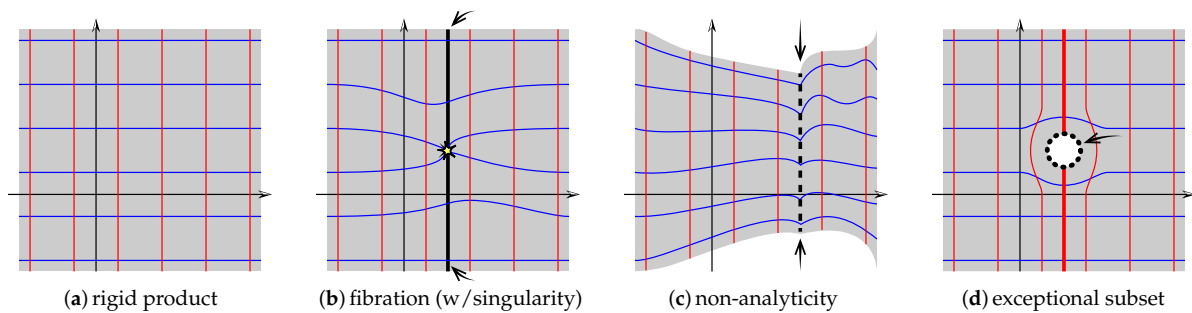 (a) rigid product
(b) fibration (w/singularity)
(c) non-analyticity
(d) exceptional subset